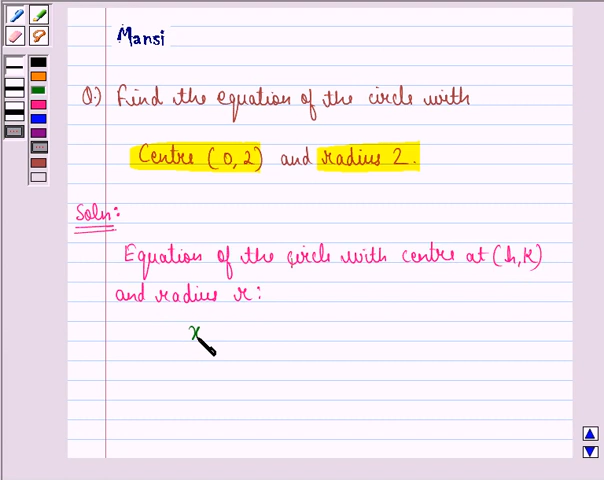 Mansi
Q.) Find the equation of the circle with
Centre (0,2) and radius 2.
Soln:
Equation of the circle with centre at (h,k)
and radius r:
x